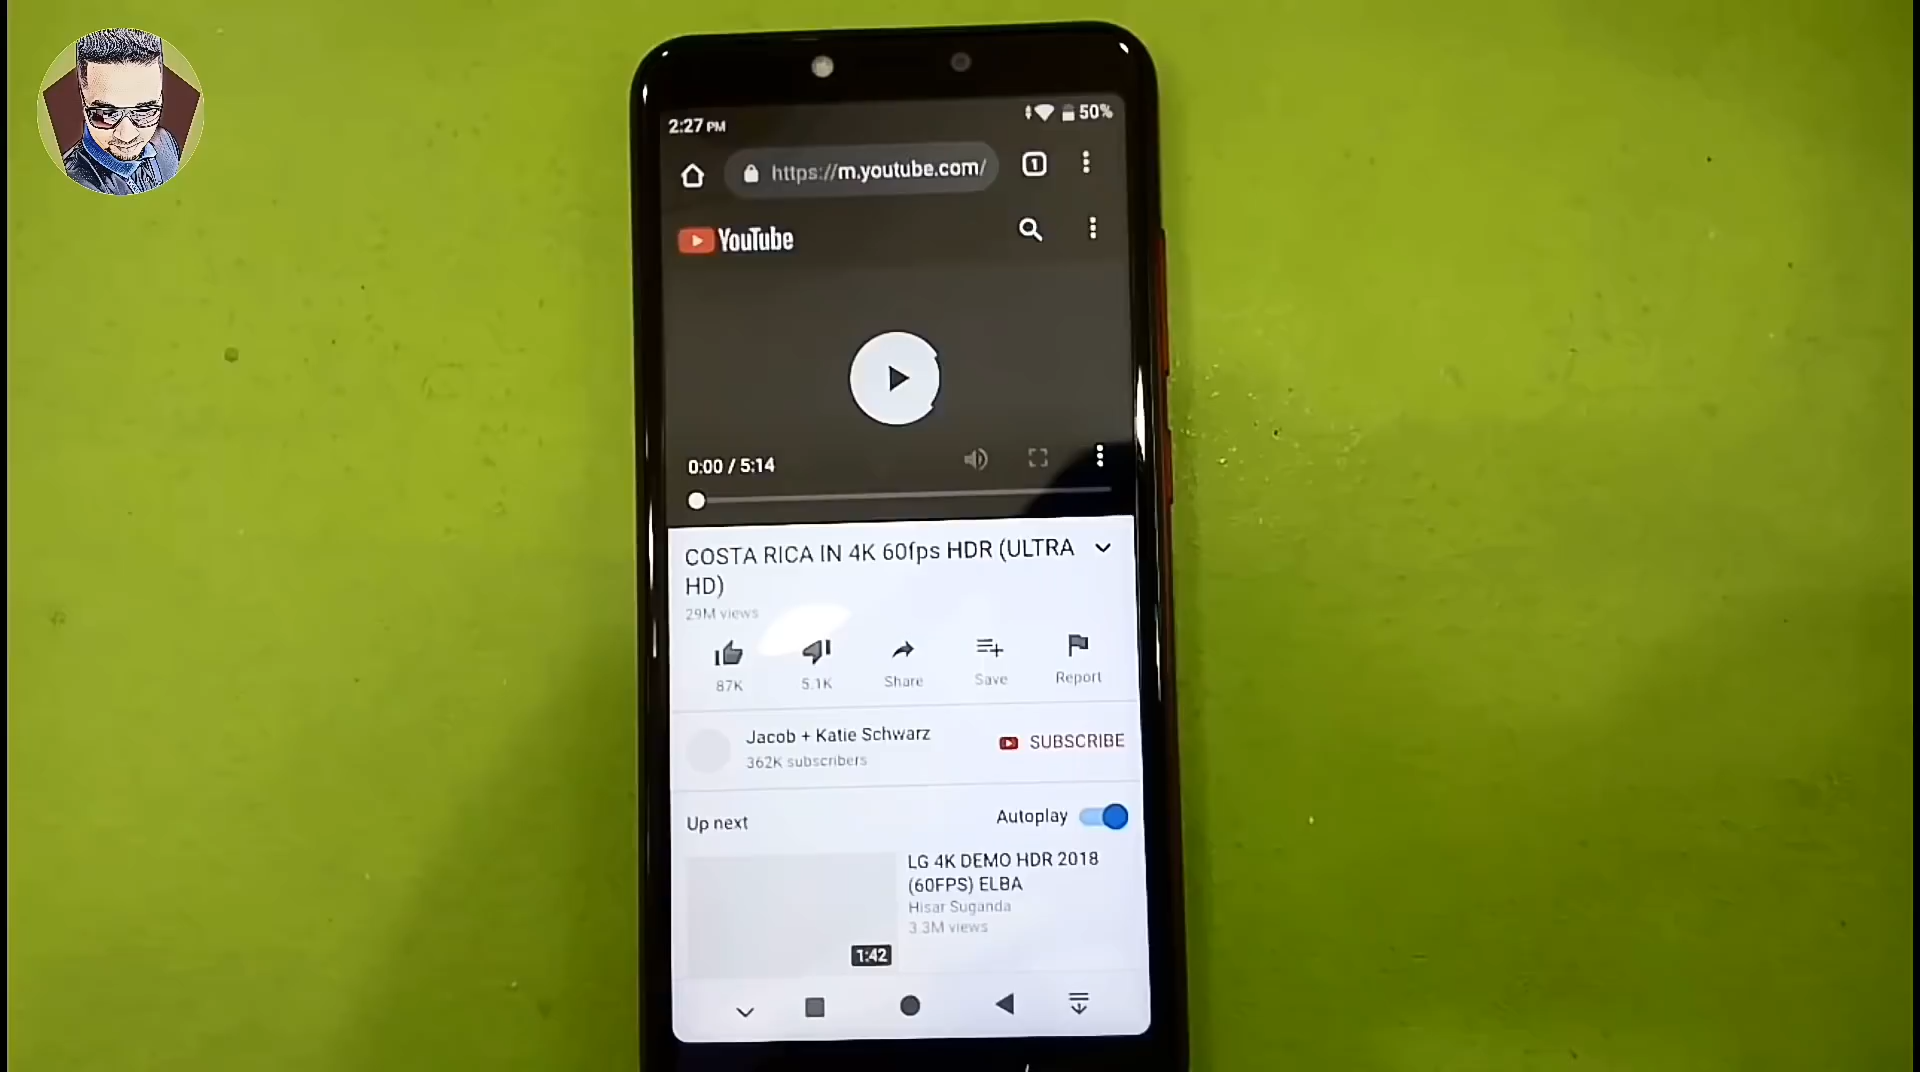 2:27 PM
50%
https://m.youtube.com/
1
YouTube
0:00 / 5:14
COSTA RICA IN 4K 60fps HDR (ULTRA
HD)
29M views
87K
5.1K
Share
Save
Report
Jacob + Katie Schwarz
362K subscribers
SUBSCRIBE
Up next
Autoplay
LG 4K DEMO HDR 2018
(60FPS) ELBA
Hisar Suganda
3.3M views
1:42